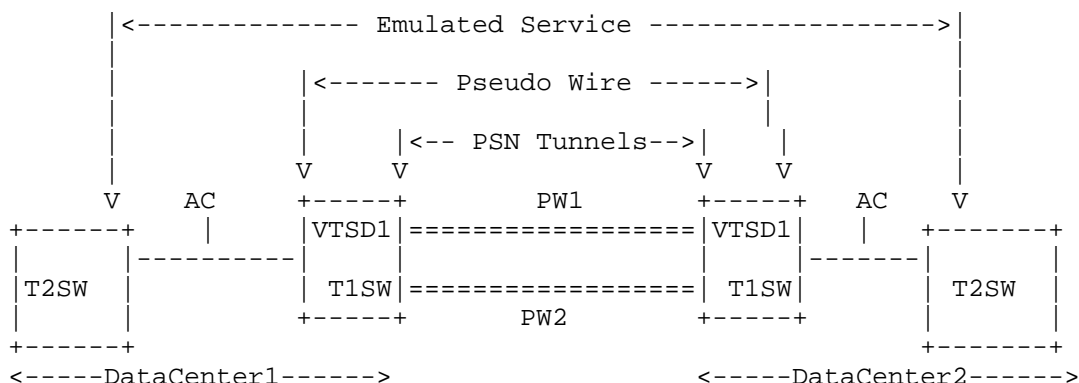 |<------------- Emulated Service ---------------->|
|<------- Pseudo Wire ------>|
|<-- PSN Tunnels-->|
V V V V
V AC +-----+ PW1 +-----+ AC V
+------+ | |VTSD1|==================|VTSD1| | +-------+
| |----------| | | |-------| |
|T2SW | | T1SW|==================| T1SW| | T2SW |
| | +-----+ PW2 +-----+ | |
+------+ +-------+
<-----DataCenter1------> <-----DataCenter2------>